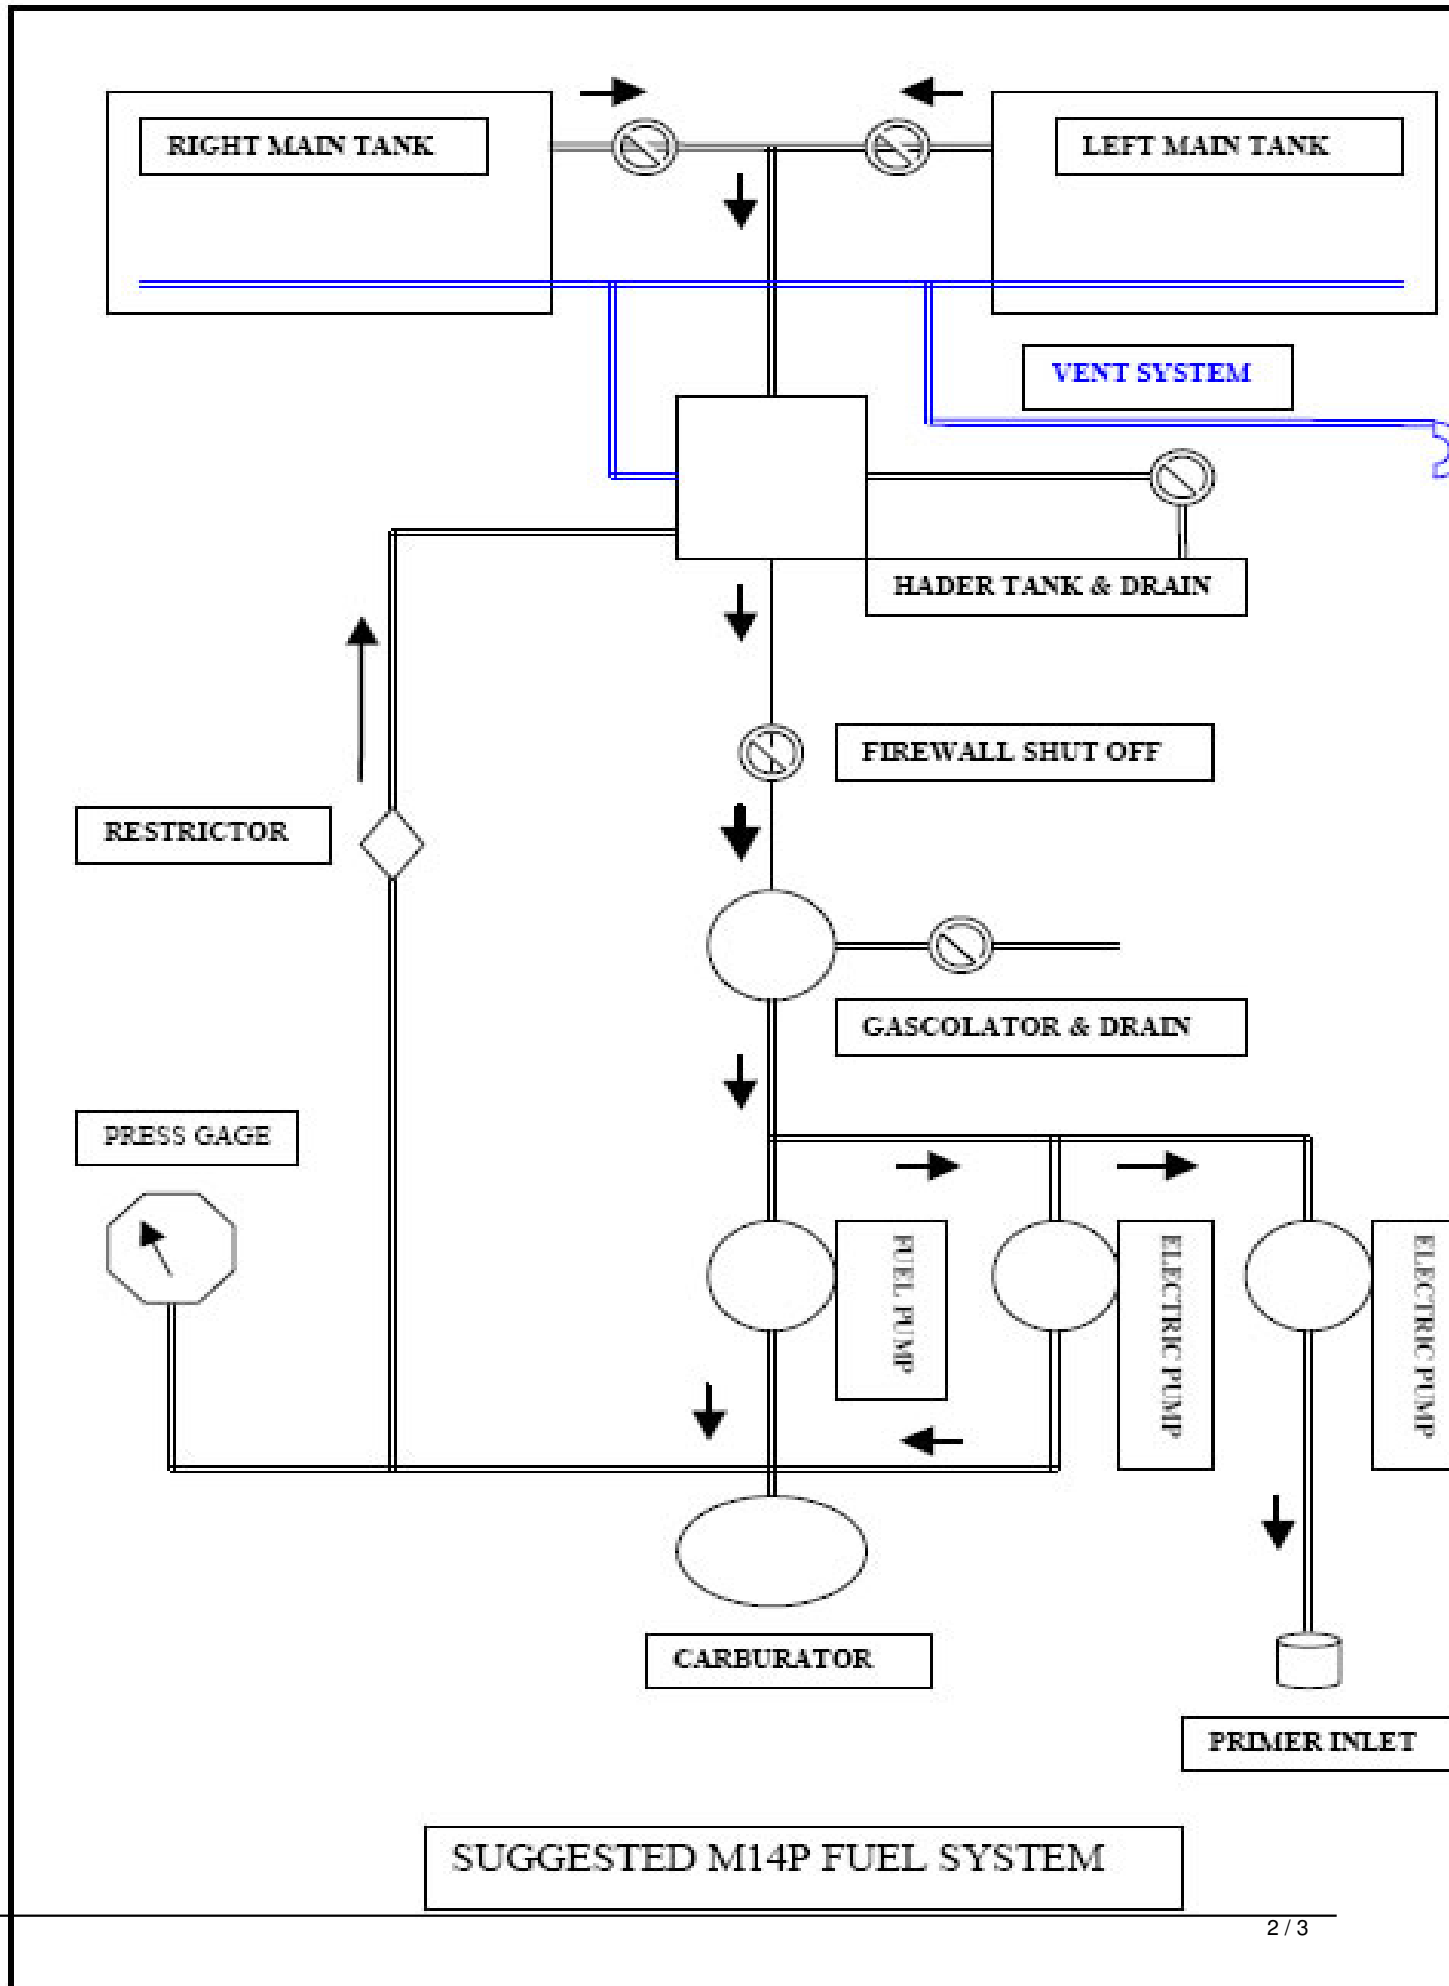 RIGHT MAIN TANK
LEFT MAIN TANK
VENT SYSTEM
HADER TANK & DRAIN
FIREWALL SHUT OFF
RESTRICTOR
GASCOLATOR & DRAIN
PRESS GAGE
FUEL PUMP
ELECTRIC PUMP
ELECTRIC PUMP
CARBURATOR
PRIMER INLET
SUGGESTED M14P FUEL SYSTEM
2 / 3